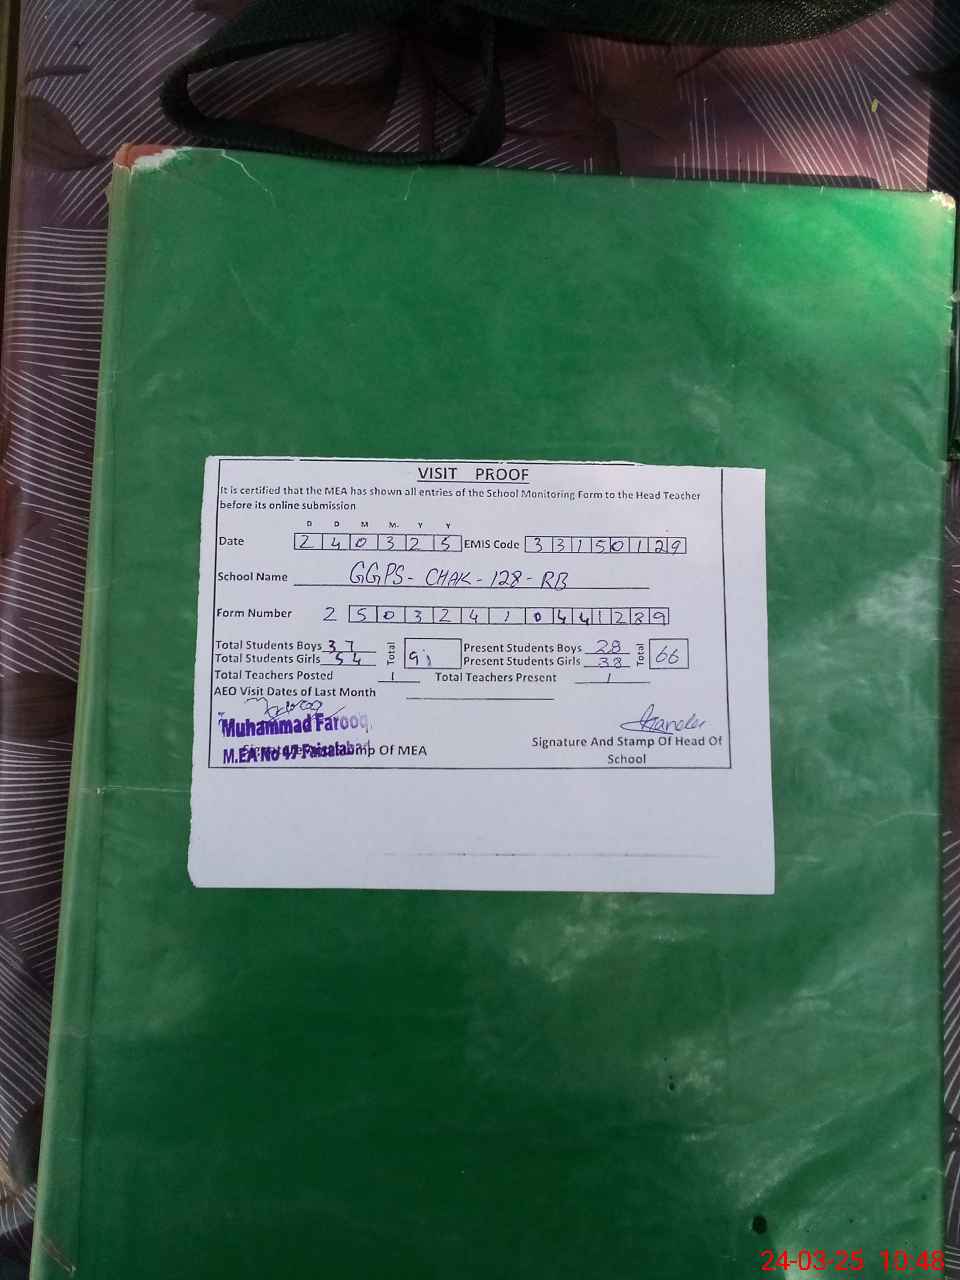 VISIT PROOF
It is certified that the MEA has shown all entries of the School Monitoring Form to the Head Teacher
before its online submission
D D M M. Y Y
Date 2 4 0 3 2 5 EMIS Code 3 3 1 5 0 1 2 9
School Name GGPS- CHAK - 128 - RB
Form Number 2 5 0 3 2 4 1 0 4 4 1 2 8 9
Total Students Boys 37 Total 91 Present Students Boys 28 Total 66
Total Students Girls 54 Present Students Girls 38
Total Teachers Posted 1 Total Teachers Present 1
AEO Visit Dates of Last Month
Muhammad Farooq
M.EA No 47 Faisalabad
mp Of MEA
Signature And Stamp Of Head Of
School
24-03-25 10:48